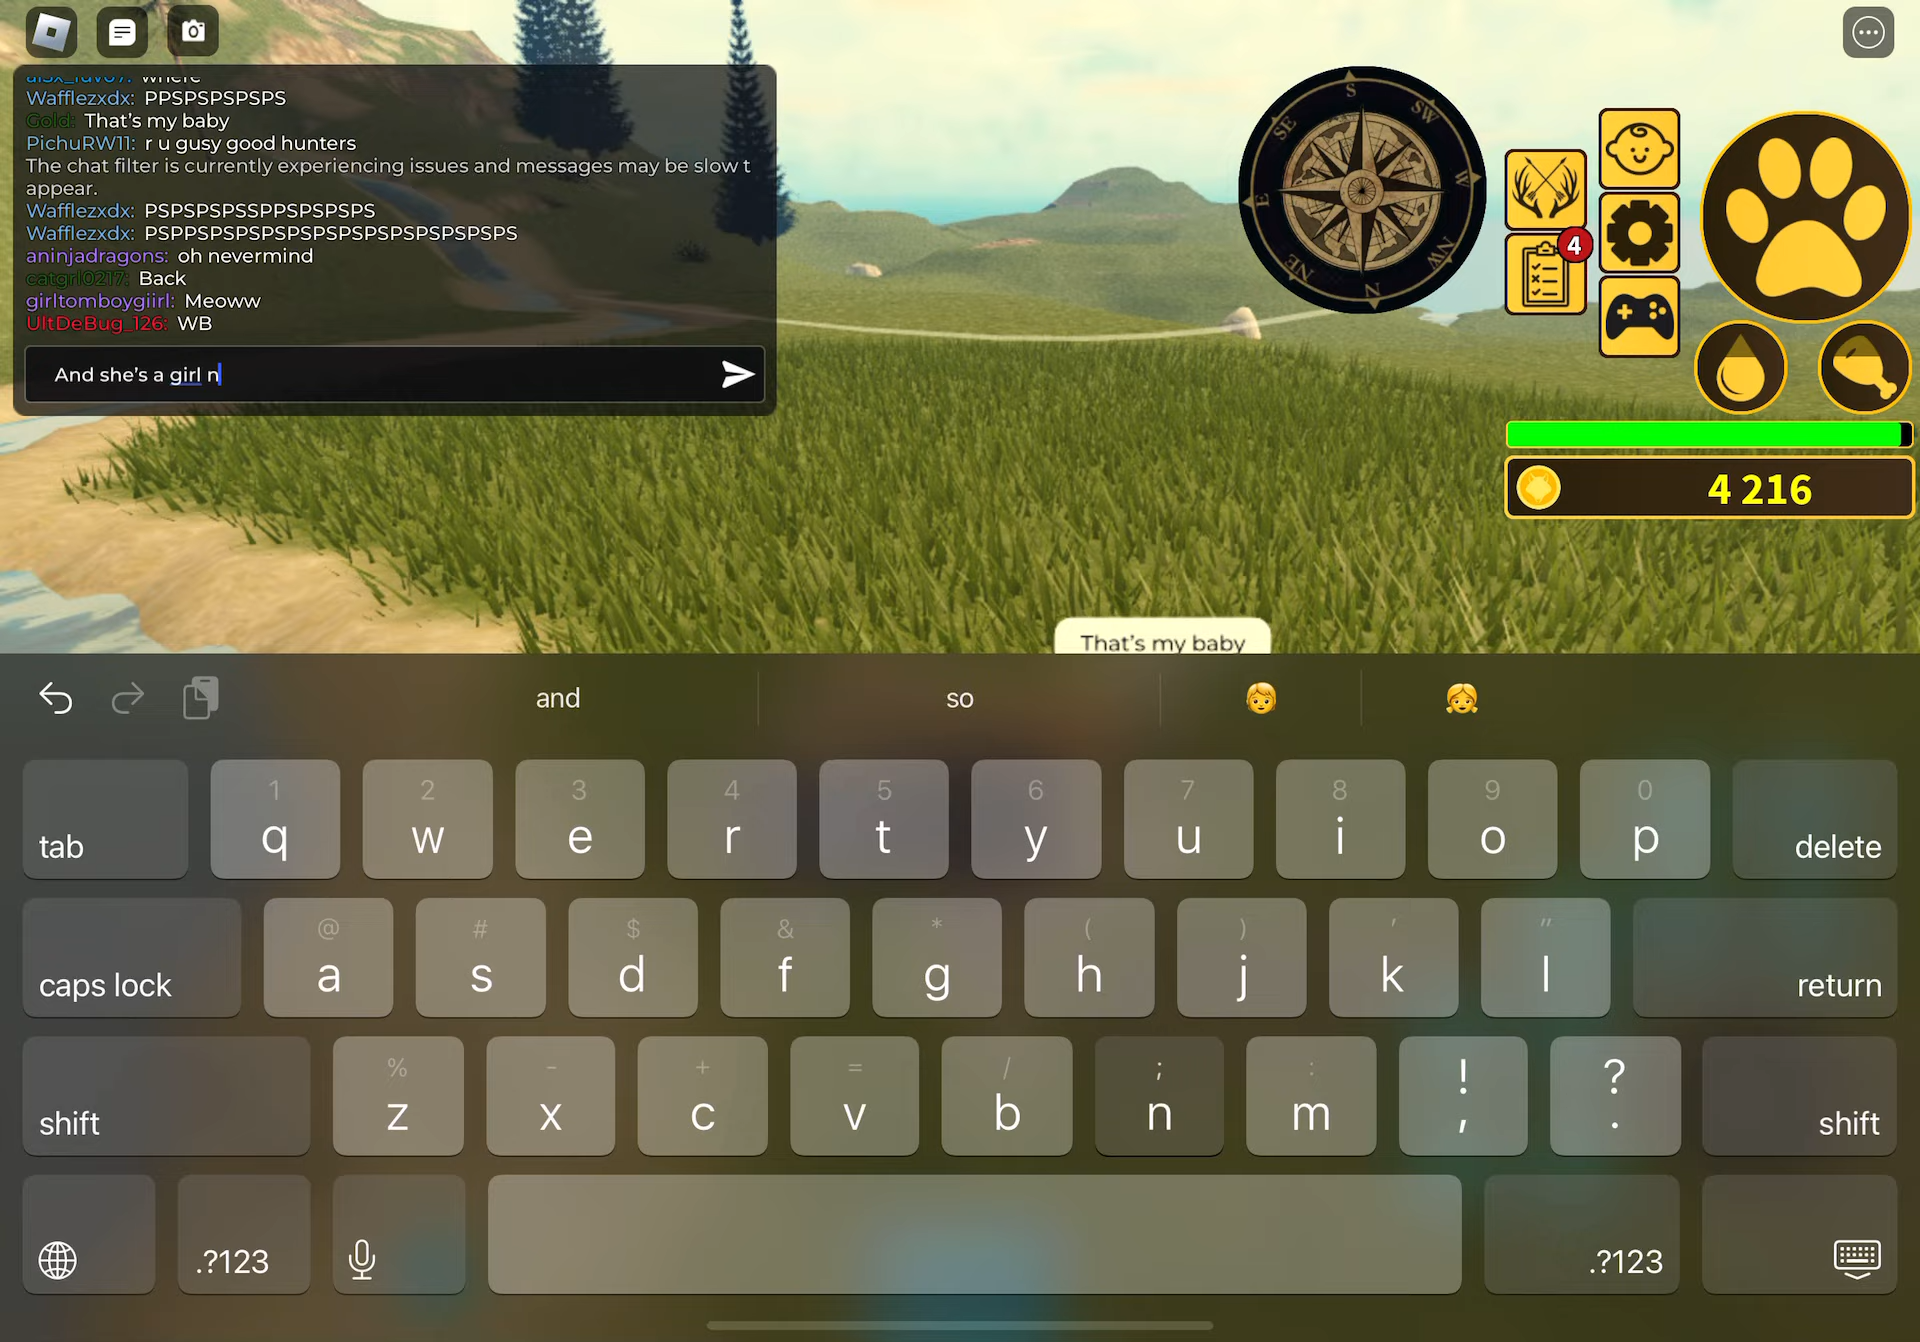 where
Wafflezxdx: PPSPSPSPSPS
Gold: That's my baby
PichuRW11: r u gusy good hunters
The chat filter is currently experiencing issues and messages may be slow t
appear.
Wafflezxdx: PSPSPSPSSPPSPSPSPS
Wafflezxdx: PSPPSPSPSPSPSPSPSPSPSPSPSPSPS
aninjadragons: oh nevermind
catgrl0217: Back
girltomboygiirl: Meoww
UltDeBug_126: WB
And she's a girl n
S
SW
W
NW
N
NE
E
SE
4
4 216
That's my baby
and
so
1 2 3 4 5 6 7 8 9 0
tab q w e r t y u i o p delete
@ # $ & * ( ) ' "
caps lock a s d f g h j k l return
% - + = / ; : ! ?
shift z x c v b n m , . shift
.?123 .?123